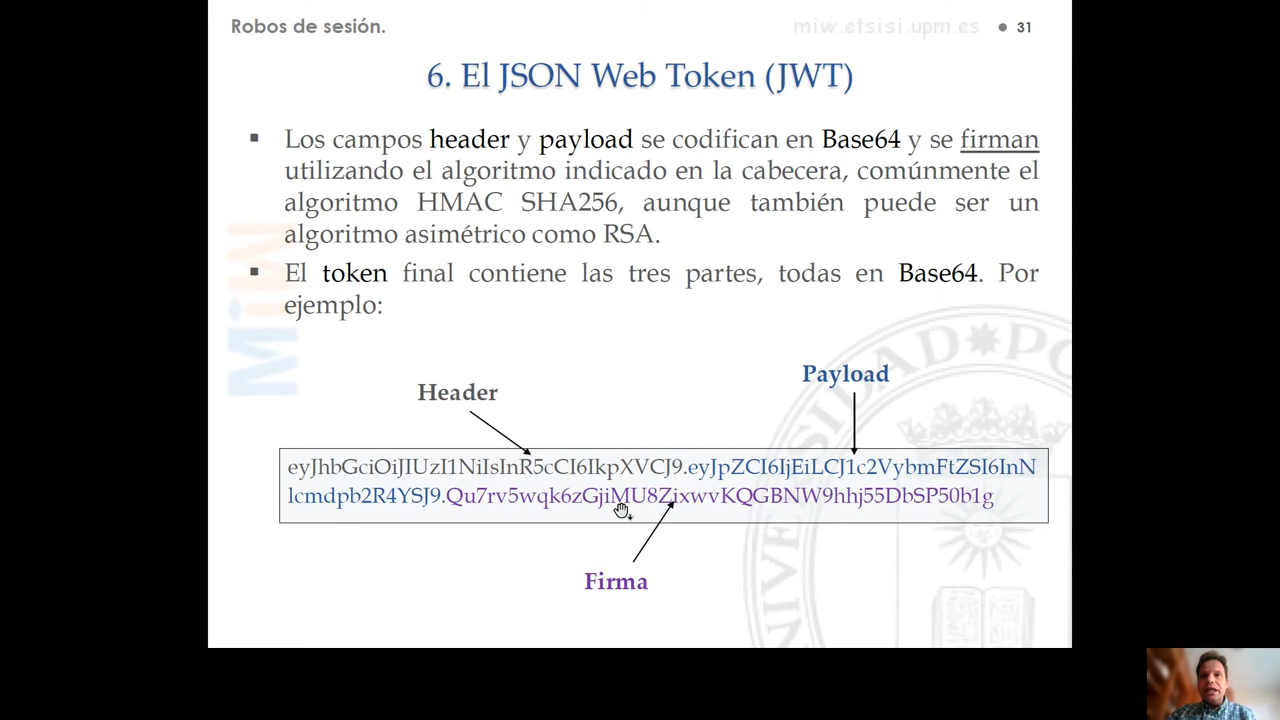 Robos de sesión.
miw.etsisi.upm.es
31
6. El JSON Web Token (JWT)
Los campos header y payload se codifican en Base64 y se firman
utilizando el algoritmo indicado en la cabecera, comúnmente el
algoritmo HMAC SHA256, aunque también puede ser un
algoritmo asimétrico como RSA.
El token final contiene las tres partes, todas en Base64. Por
ejemplo:
Payload
Header
eyJhbGciOiJIUzI1NiIsInR5cCI6IkpXVCJ9.eyJpZCI6IjEiLCJ1c2VybmFtZSI6InN
lcmdpb2R4YSJ9.Qu7rv5wqk6zGjiMU8ZixwvKQGBNW9hhj55DbSP50b1g
Firma